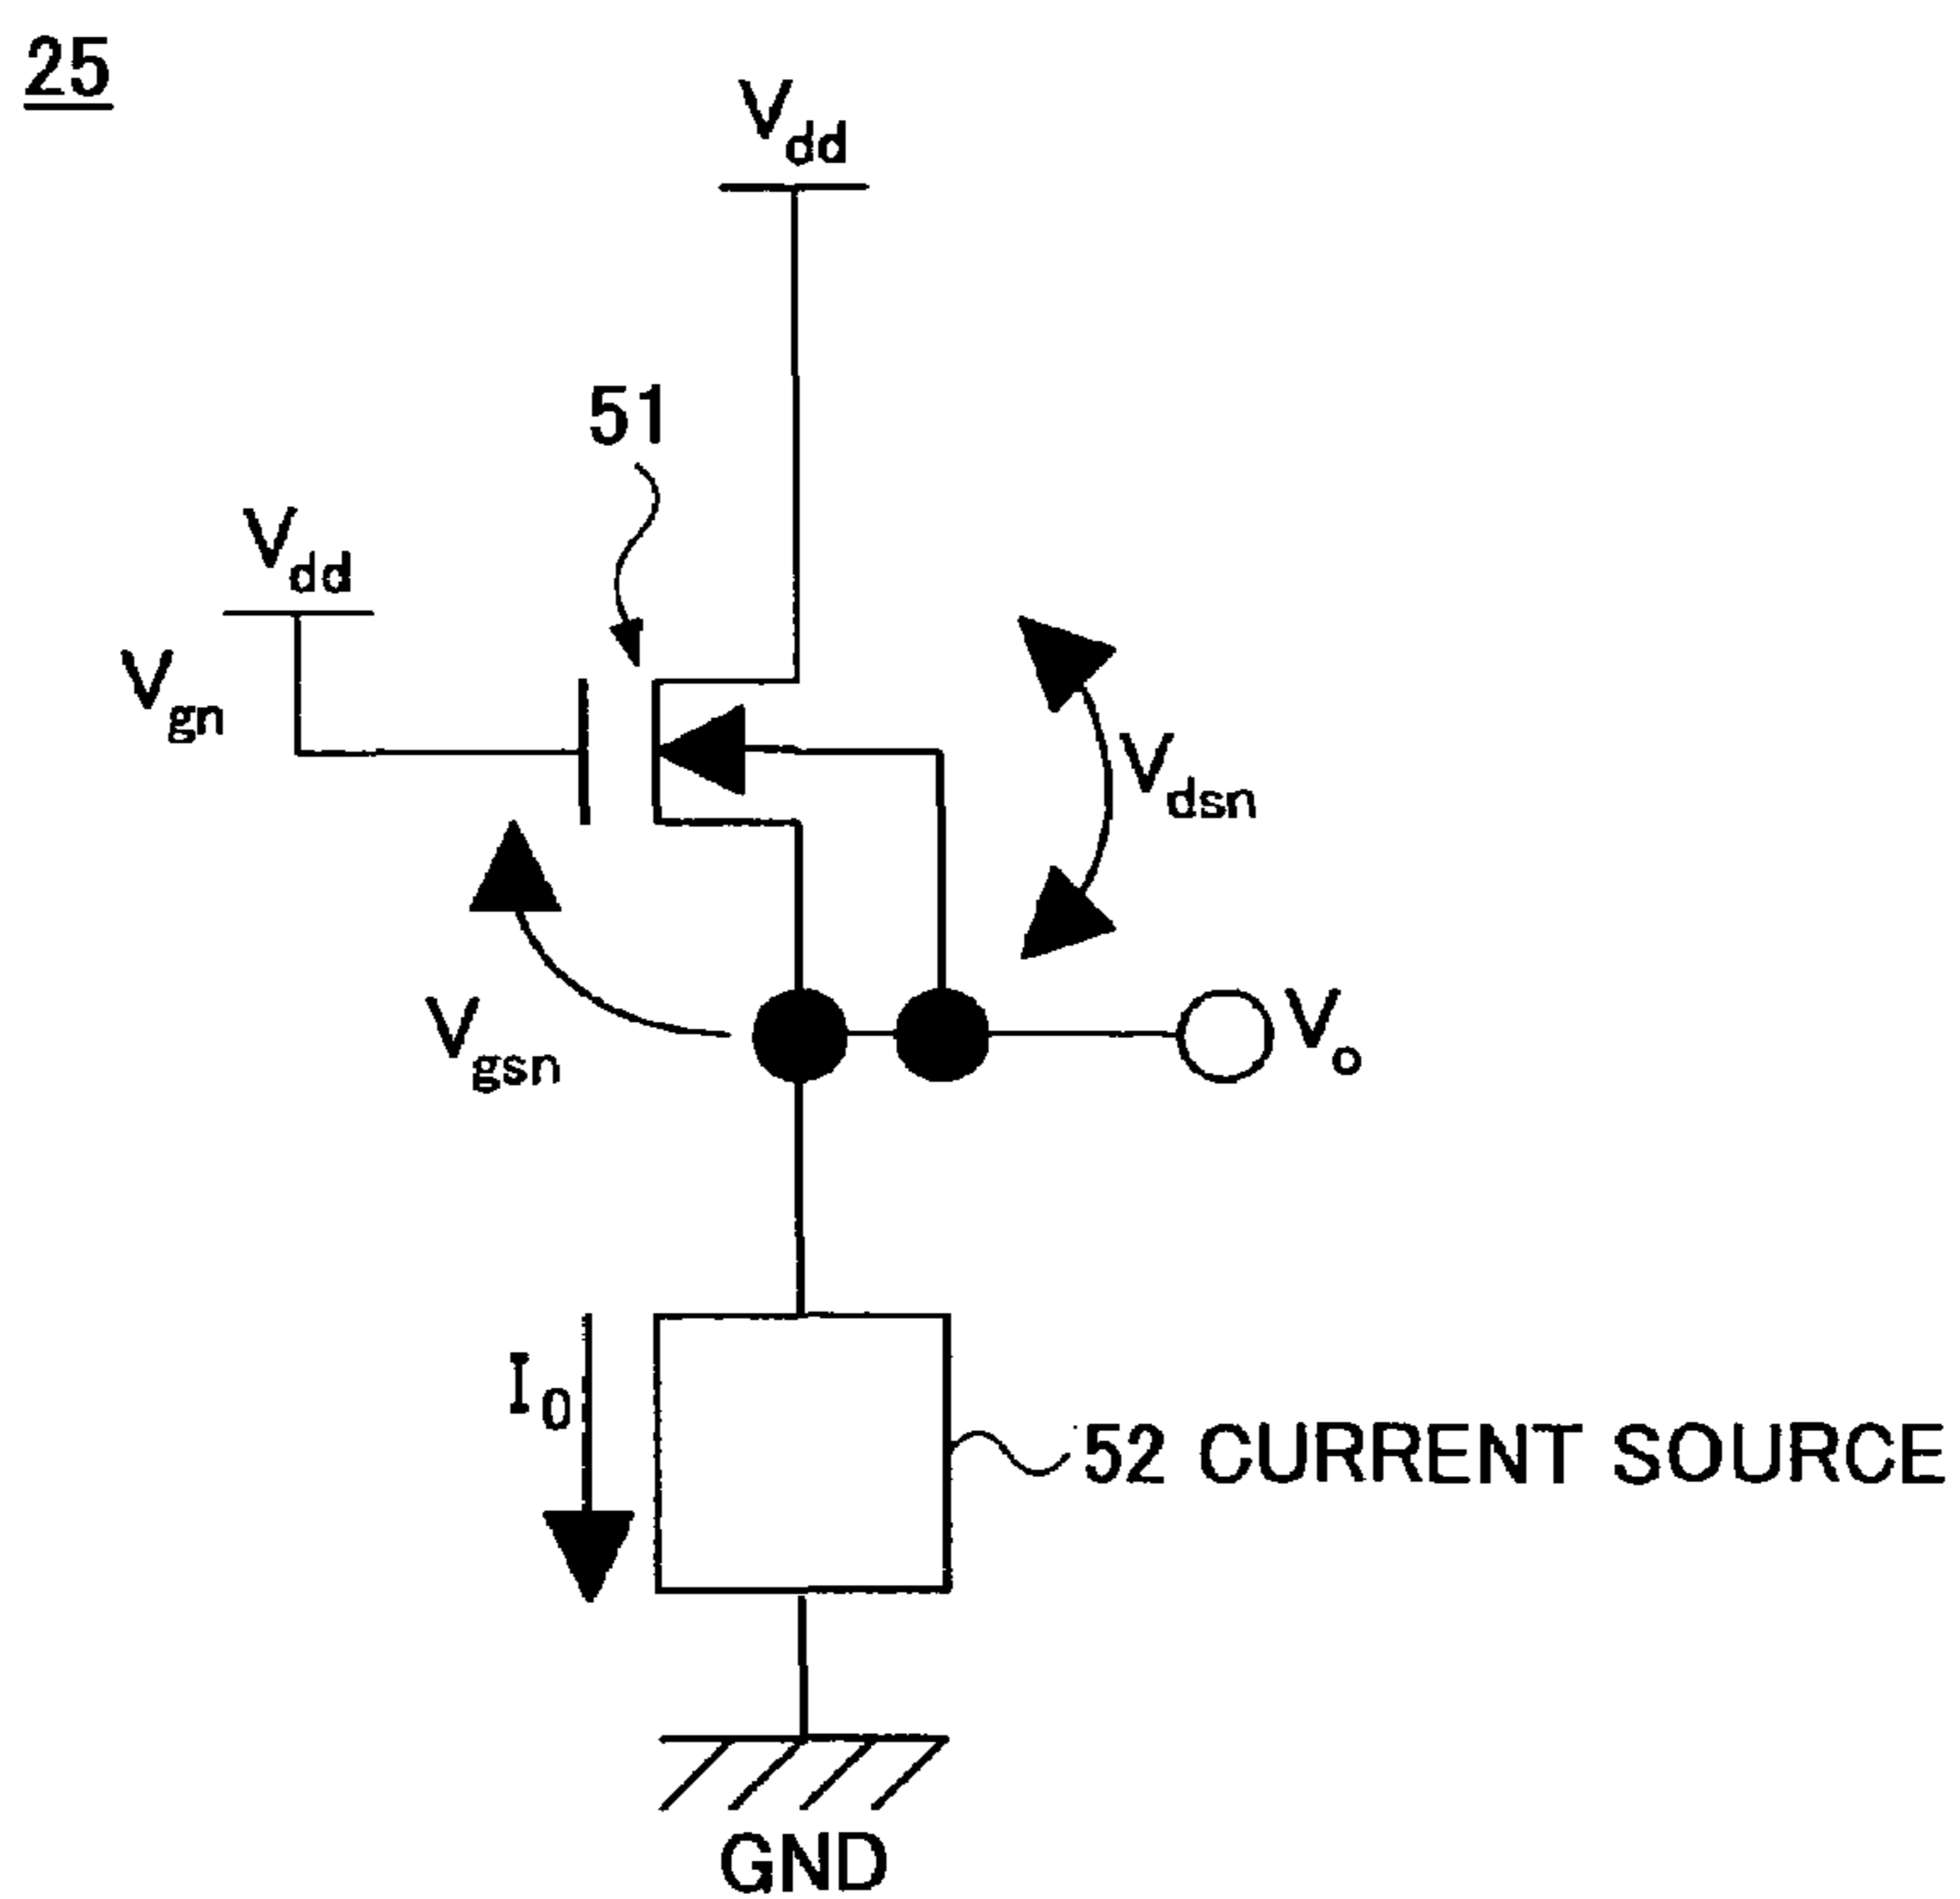 25
Vdd
51
Vdd
Vgn
Vdsn
Vgsn
Vo
I0
52 CURRENT SOURCE
GND